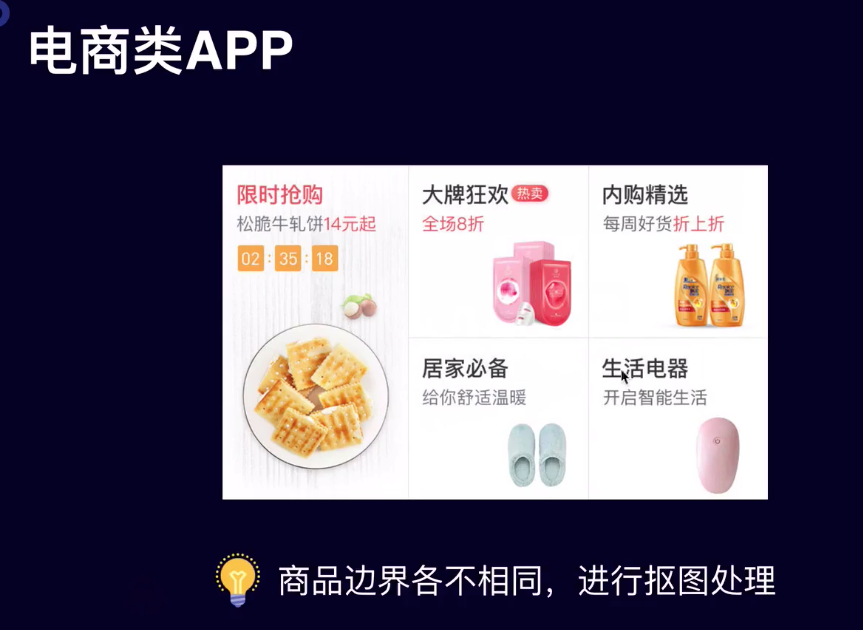 电商类APP
限时抢购
松脆牛轧饼14元起
02 : 35 : 18
大牌狂欢 热卖
全场8折
内购精选
每周好货折上折
居家必备
给你舒适温暖
生活电器
开启智能生活
商品边界各不相同，进行抠图处理